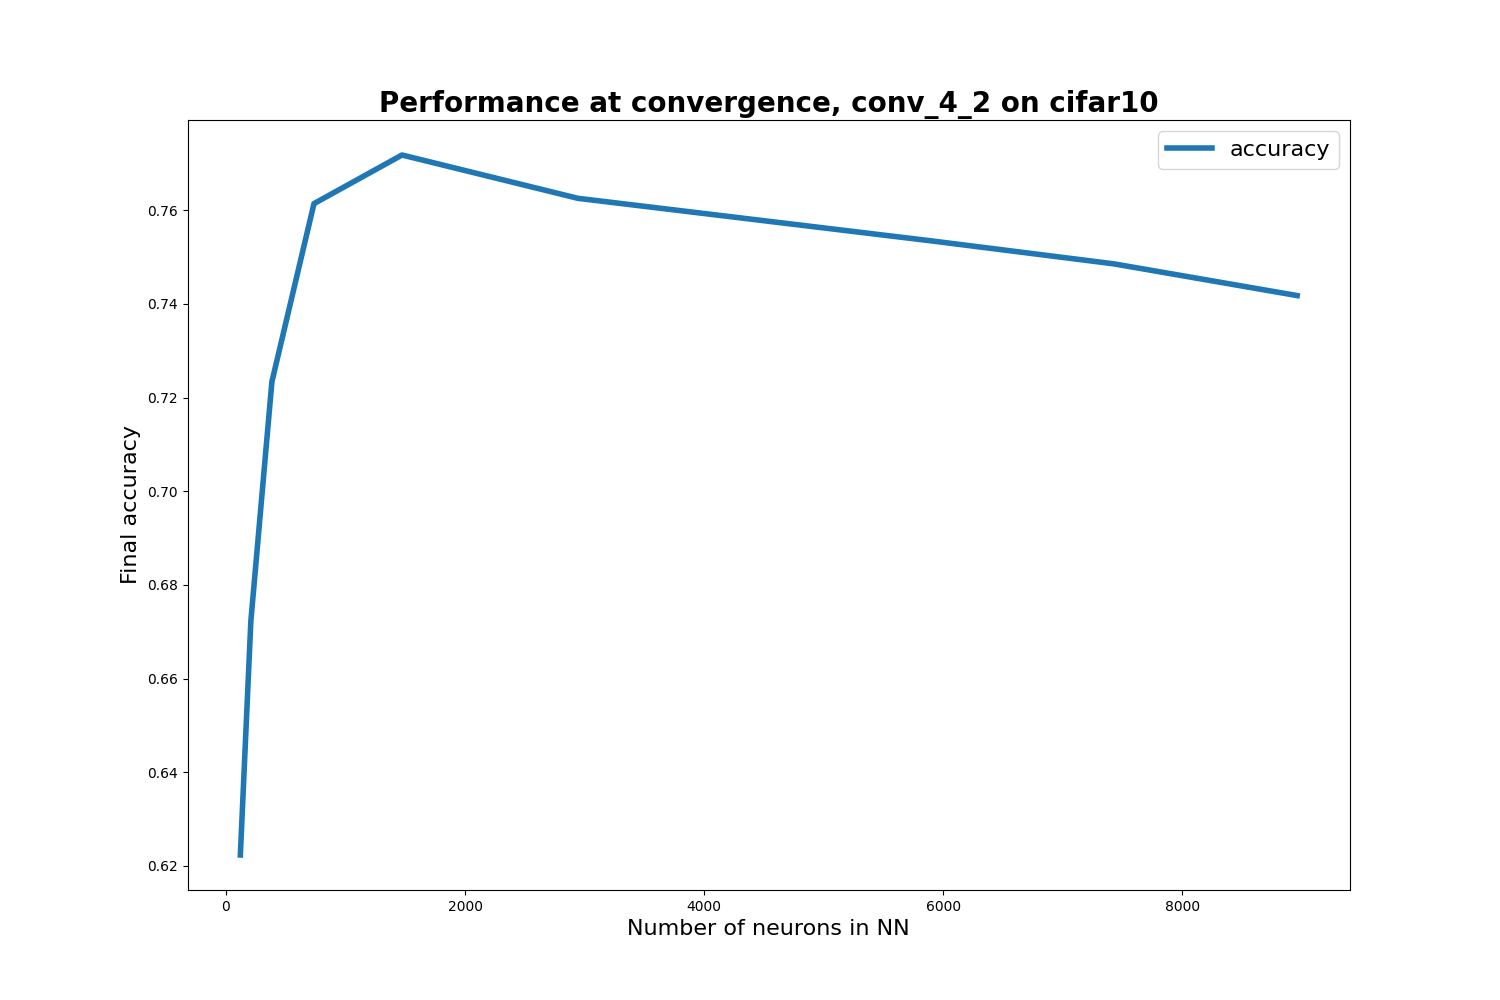 Performance at convergence, conv_4_2 on cifar10
accuracy
0.76
0.74
0.72
0.70
0.68
0.66
0.64
0.62
Final accuracy
0 2000 4000 6000 8000
Number of neurons in NN